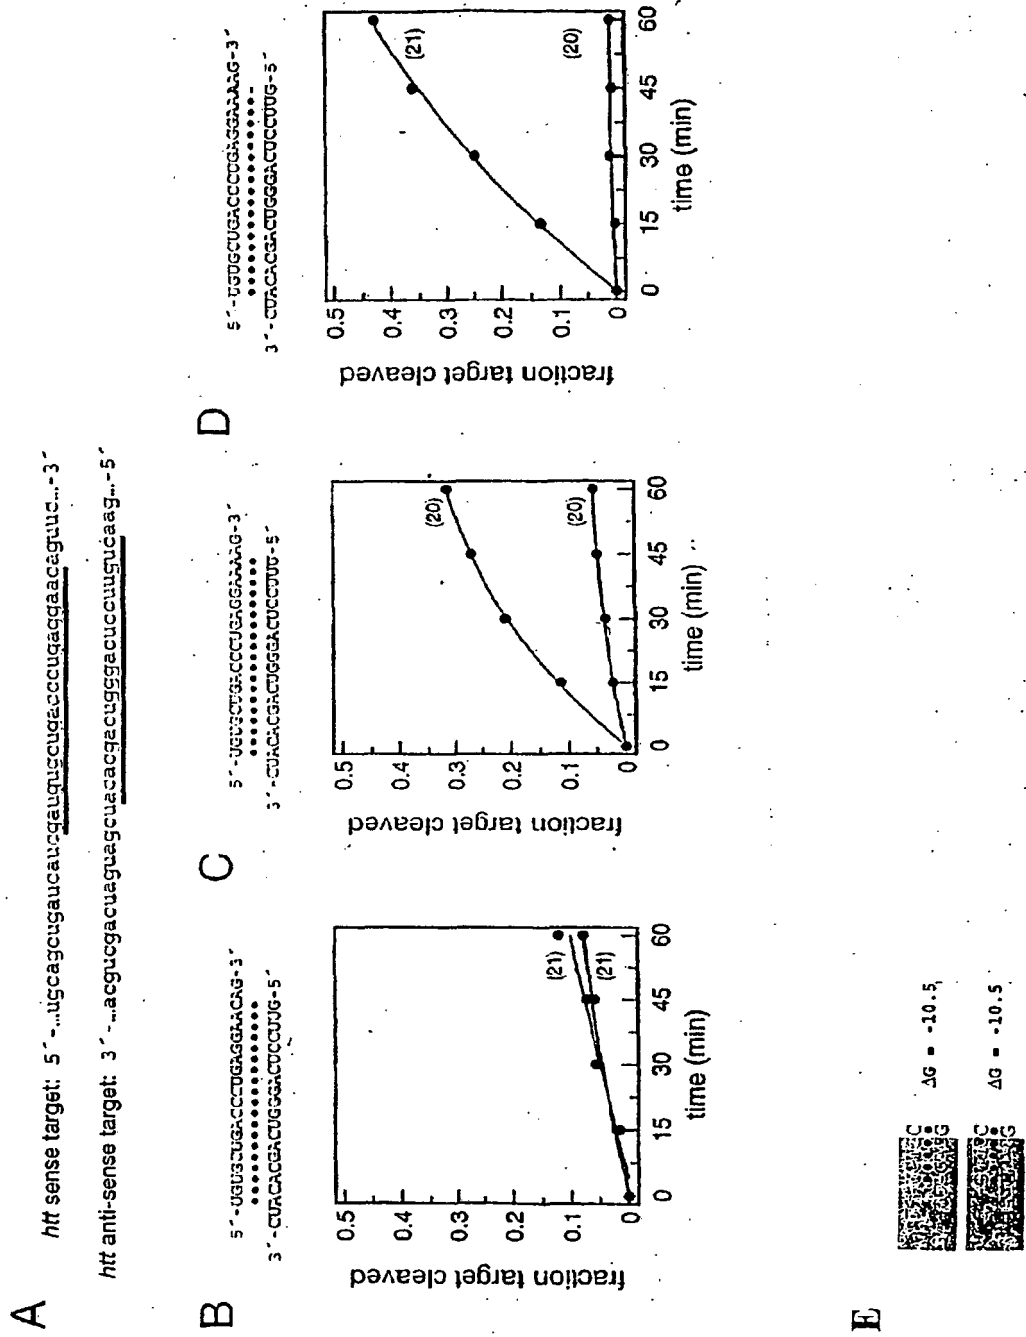 A
htt sense target: 5´-…ugcagcugaucaucgaugugcugacccugaggaacaguuc…-3´
htt anti-sense target: 3´-…acgucgacuaguagcuacacgacugggacuccuugucaag…-5´
B
5´-UGUGCUGACCCUGAGGAACAG-3´
3´-CUACACGACUGGGACUCCUUG-5´
fraction target cleaved
0.5
0.4
0.3
0.2
0.1
0
(21)
(21)
0 15 30 45 60
time (min)
C
5´-UGUGCUGACCCUGAGGAAAAG-3´
3´-CUACACGACUGGGACUCCUUG-5´
fraction target cleaved
0.5
0.4
0.3
0.2
0.1
0
(20)
(20)
0 15 30 45 60
time (min)
D
5´-UGUGCUGACCCUGAGGAAAAG-3´
3´-CUACACGACUGGGACUCCUUG-5´
fraction target cleaved
0.5
0.4
0.3
0.2
0.1
0
(21)
(20)
0 15 30 45 60
time (min)
E
C
G
ΔG = -10.5
C
G
ΔG = -10.5